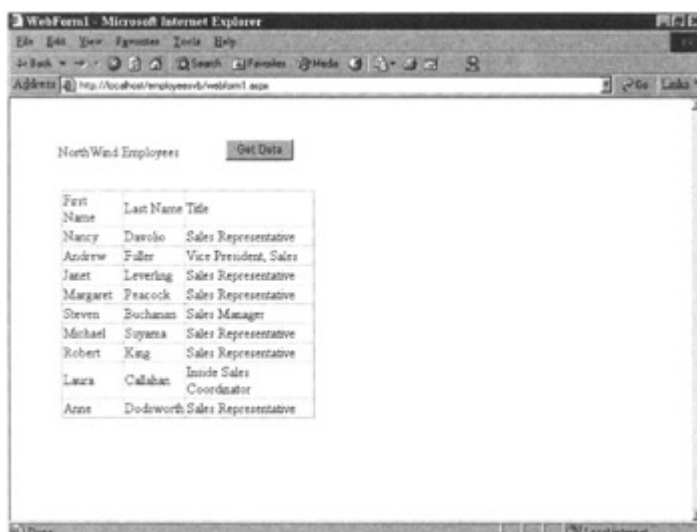 WebForm1 - Microsoft Internet Explorer
File Edit View Favorites Tools Help
Back Search Favorites Media
Address http://localhost/employeesvb/webform1.aspx Go Links
NorthWind Employees Get Data
First Name Last Name Title
Nancy Davolio Sales Representative
Andrew Fuller Vice President, Sales
Janet Leverling Sales Representative
Margaret Peacock Sales Representative
Steven Buchanan Sales Manager
Michael Suyama Sales Representative
Robert King Sales Representative
Laura Callahan Inside Sales Coordinator
Anne Dodsworth Sales Representative
Done Local intranet